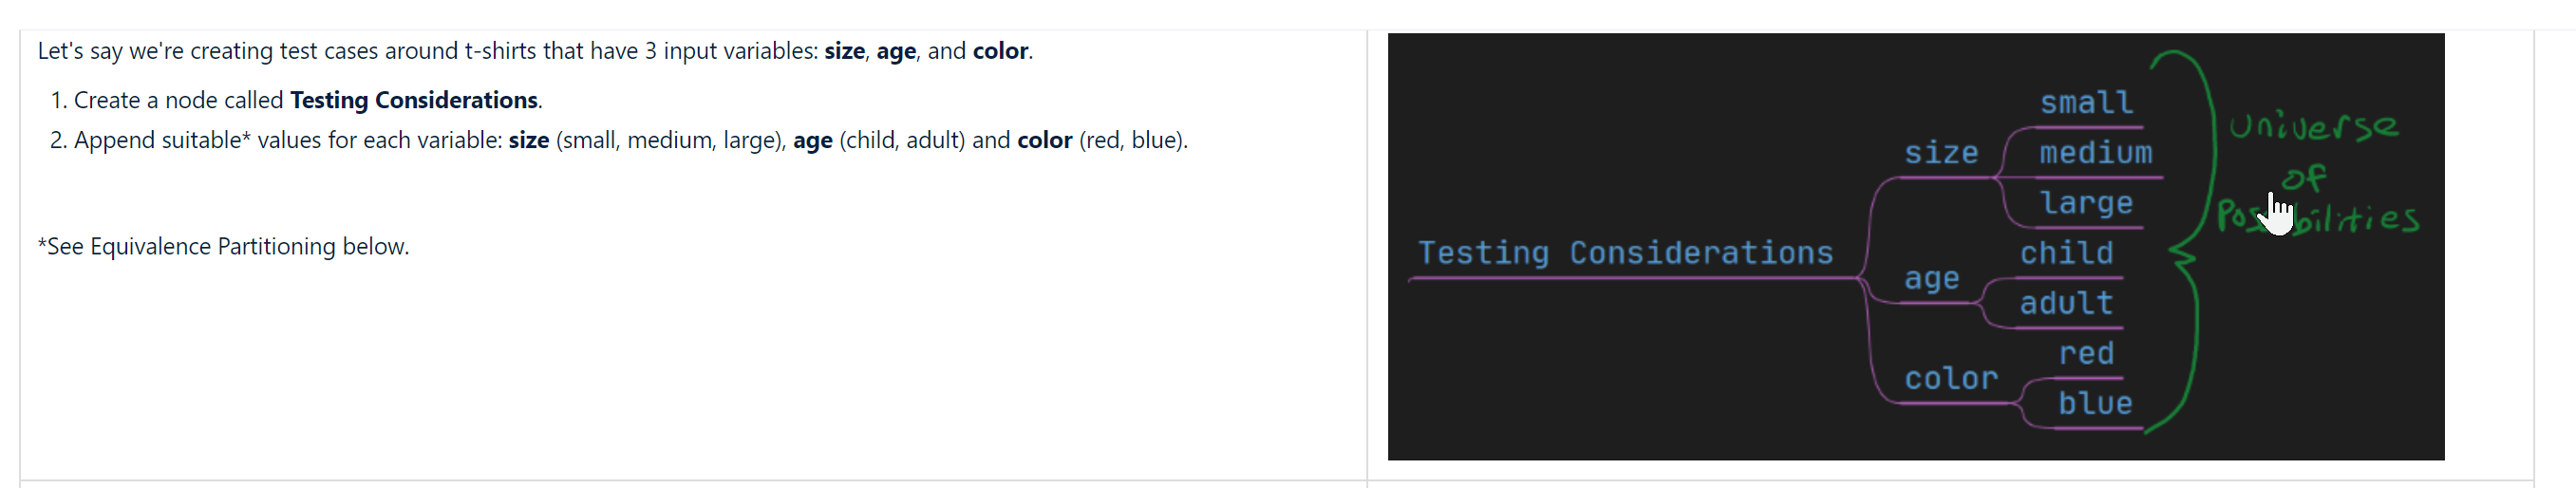 Let's say we're creating test cases around t-shirts that have 3 input variables: size, age, and color.
1. Create a node called Testing Considerations.
2. Append suitable* values for each variable: size (small, medium, large), age (child, adult) and color (red, blue).
*See Equivalence Partitioning below.
Testing Considerations
size
small
medium
large
age
child
adult
color
red
blue
universe
of
Possibilities